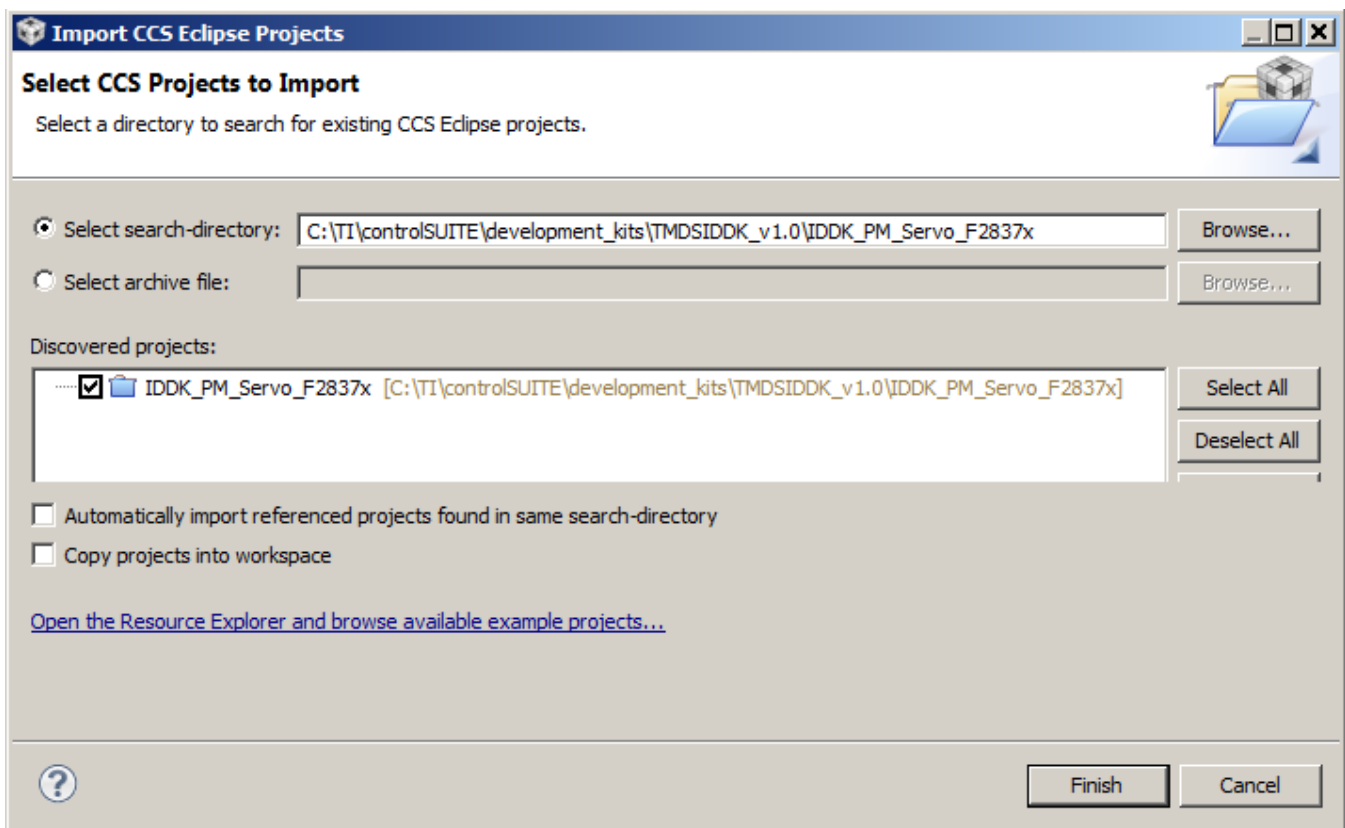 Import CCS Eclipse Projects
Select CCS Projects to Import
Select a directory to search for existing CCS Eclipse projects.
Select search-directory: C:\TI\controlSUITE\development_kits\TMDSIDDK_v1.0\IDDK_PM_Servo_F2837x Browse...
Select archive file: Browse...
Discovered projects:
IDDK_PM_Servo_F2837x [C:\TI\controlSUITE\development_kits\TMDSIDDK_v1.0\IDDK_PM_Servo_F2837x] Select All
Deselect All
Automatically import referenced projects found in same search-directory
Copy projects into workspace
Open the Resource Explorer and browse available example projects...
? Finish Cancel